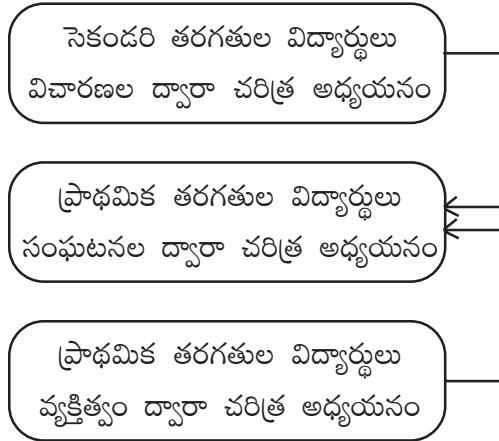 సెకండరి తరగతుల విద్యార్థులు
విచారణల ద్వారా చరిత్ర అధ్యయనం
ప్రాథమిక తరగతుల విద్యార్థులు
సంఘటనల ద్వారా చరిత్ర అధ్యయనం
ప్రాథమిక తరగతుల విద్యార్థులు
వ్యక్తిత్వం ద్వారా చరిత్ర అధ్యయనం